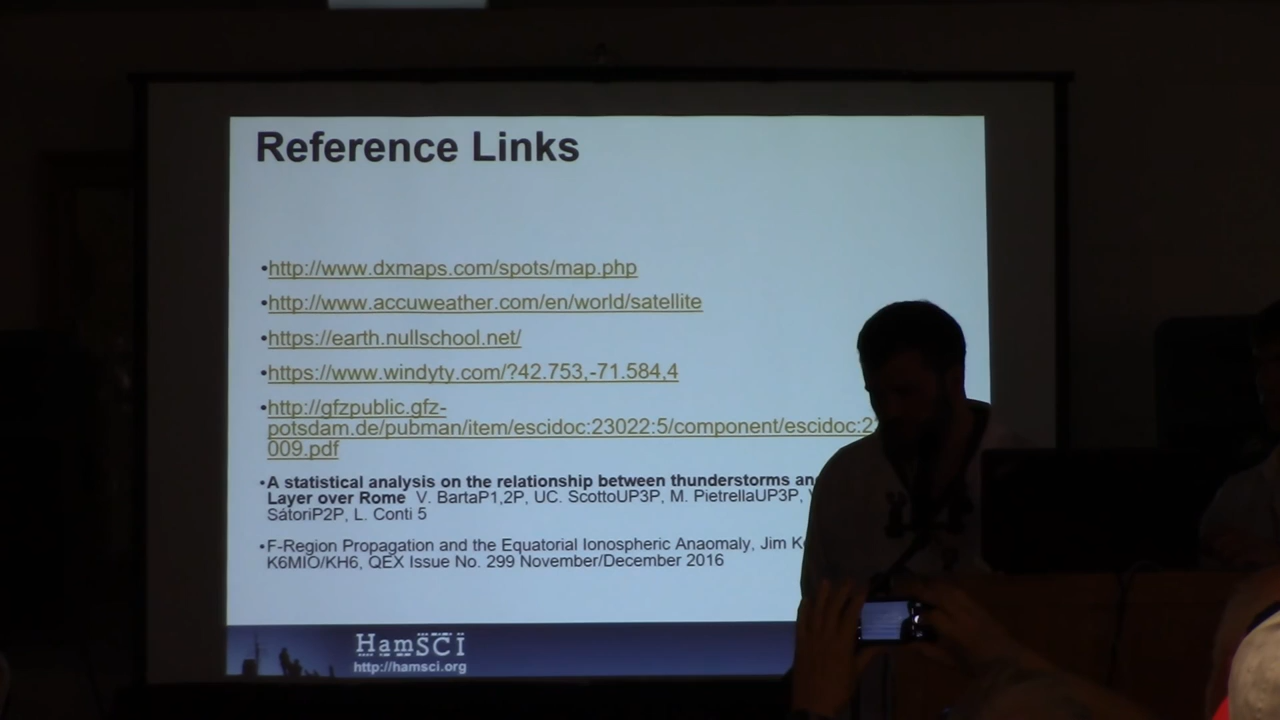 Reference Links
•http://www.dxmaps.com/spots/map.php
•http://www.accuweather.com/en/world/satellite
•https://earth.nullschool.net/
•https://www.windyty.com/?42.753,-71.584,4
•http://gfzpublic.gfz-
potsdam.de/pubman/item/escidoc:23022:5/component/escidoc:2
009.pdf
•A statistical analysis on the relationship between thunderstorms
Layer over Rome V. BartaP1,2P, UC. ScottoUP3P, M. PietrellaUP3P,
SátoriP2P, L. Conti 5
•F-Region Propagation and the Equatorial Ionospheric Anaomaly, Jim
K6MIO/KH6, QEX Issue No. 299 November/December 2016
HamSCI
http://hamsci.org